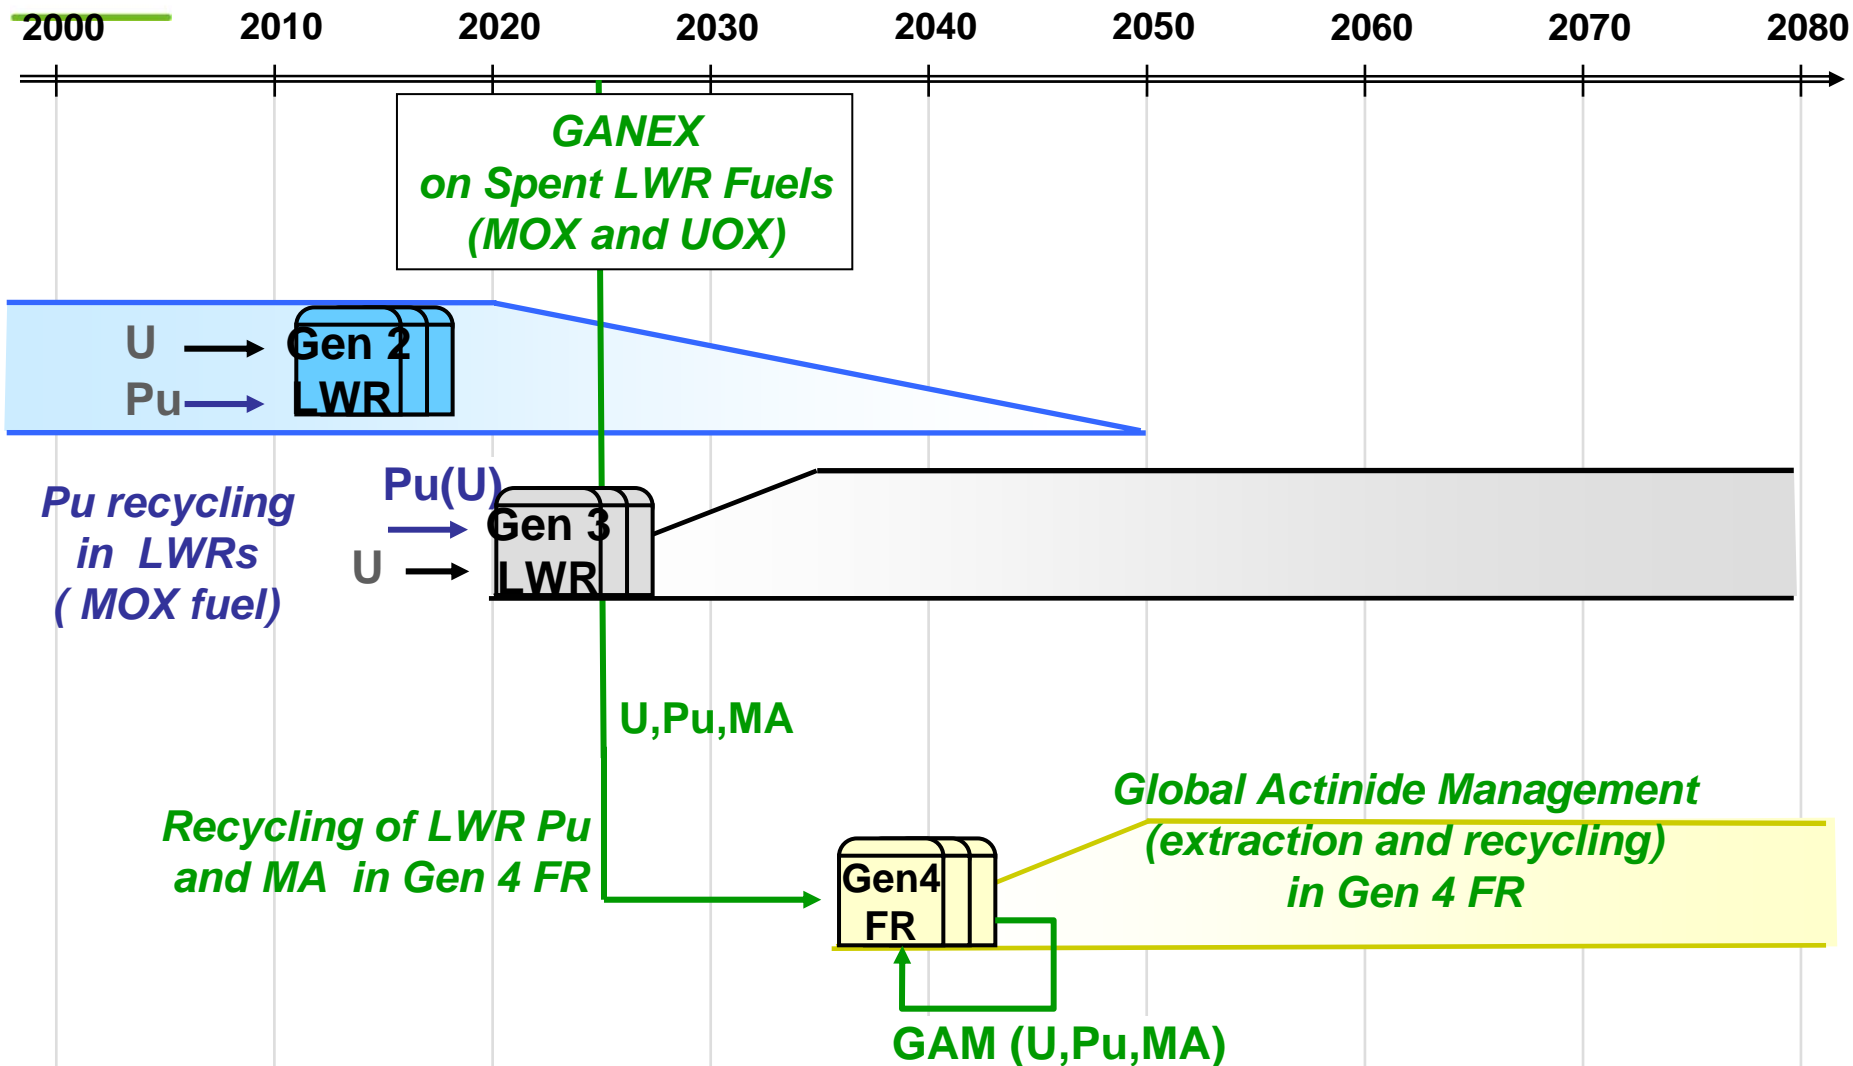 2000 2010 2020 2030 2040 2050 2060 2070 2080
GANEX
on Spent LWR Fuels
(MOX and UOX)
U
Pu
Gen 2
LWR
Pu recycling
in LWRs
( MOX fuel)
Pu(U)
U
Gen 3
LWR
U,Pu,MA
Recycling of LWR Pu
and MA in Gen 4 FR
Gen4
FR
Global Actinide Management
(extraction and recycling)
in Gen 4 FR
GAM (U,Pu,MA)